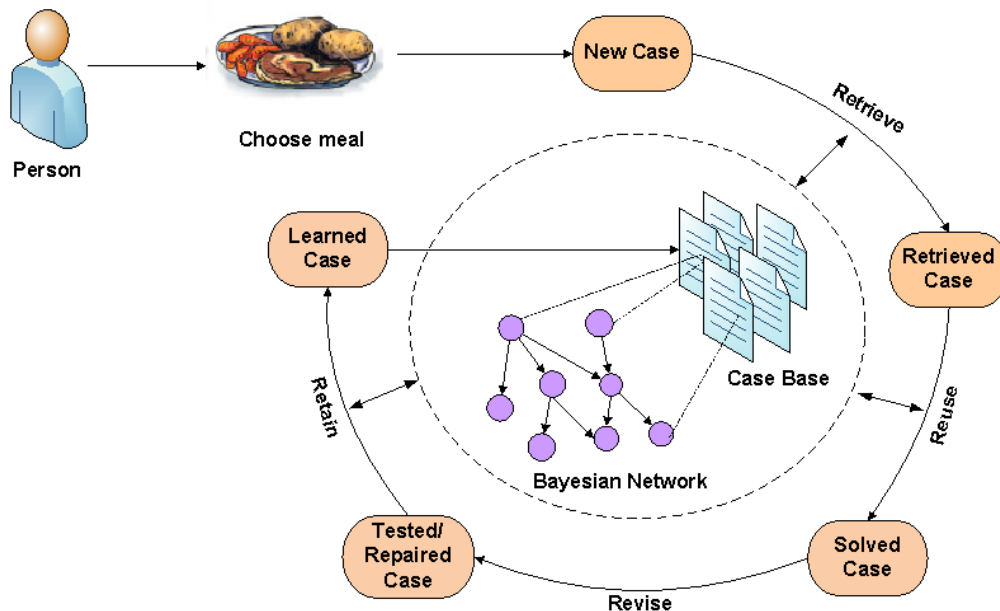 New Case
Retrieve
Choose meal
Person
Learned
Case
Retrieved
Case
Case Base
Retain
Reuse
Bayesian Network
Tested/
Repaired
Case
Solved
Case
Revise